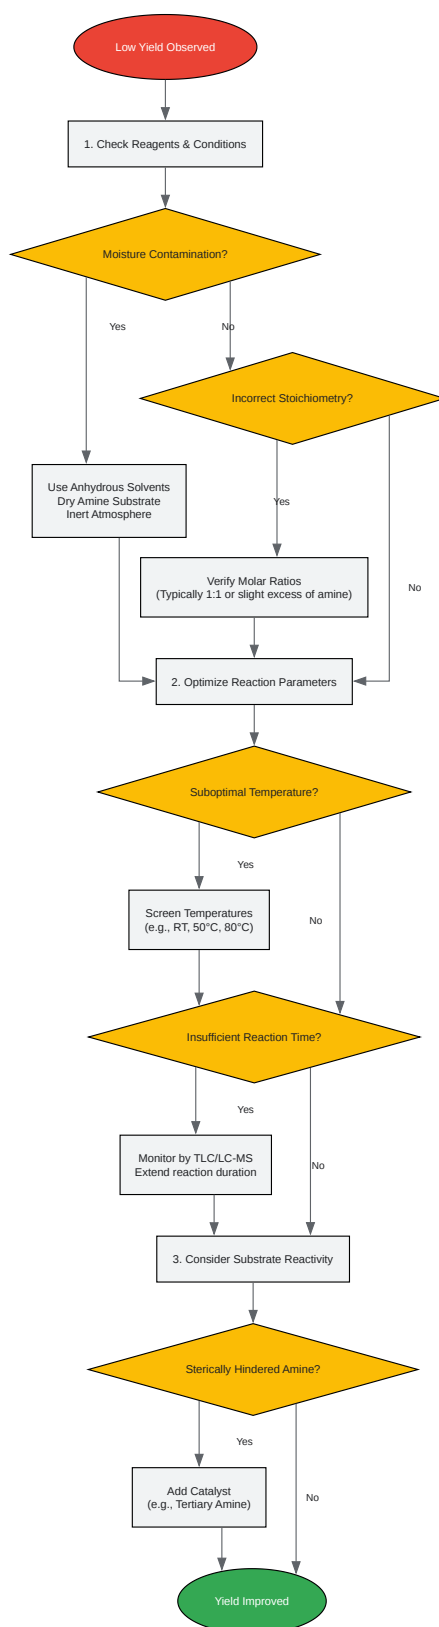 Low Yield Observed
1. Check Reagents & Conditions
Moisture Contamination?
Yes
No
Incorrect Stoichiometry?
Use Anhydrous Solvents
Dry Amine Substrate
Inert Atmosphere
Yes
Verify Molar Ratios
(Typically 1:1 or slight excess of amine)
No
2. Optimize Reaction Parameters
Suboptimal Temperature?
Yes
Screen Temperatures
(e.g., RT, 50°C, 80°C)
No
Insufficient Reaction Time?
Yes
Monitor by TLC/LC-MS
Extend reaction duration
No
3. Consider Substrate Reactivity
Sterically Hindered Amine?
Yes
Add Catalyst
(e.g., Tertiary Amine)
No
Yield Improved